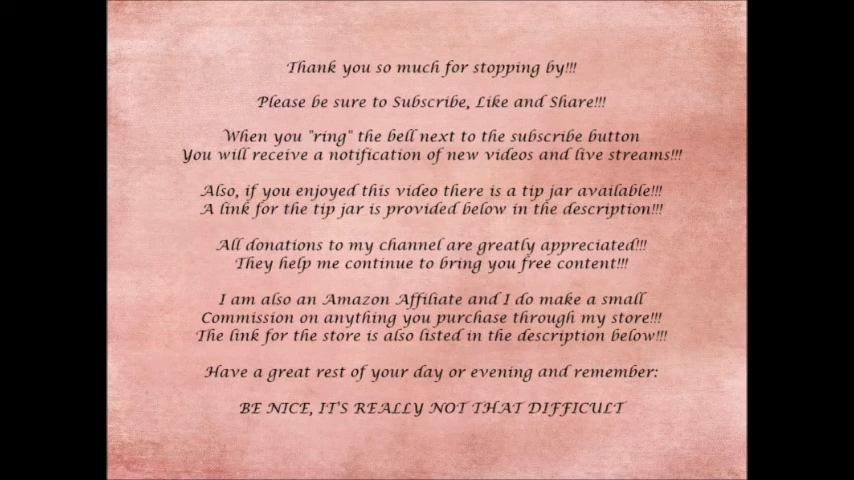 Thank you so much for stopping by!!!
Please be sure to Subscribe, Like and Share!!!
When you "ring" the bell next to the subscribe button
You will receive a notification of new videos and live streams!!!
Also, if you enjoyed this video there is a tip jar available!!!
A link for the tip jar is provided below in the description!!!
All donations to my channel are greatly appreciated!!!
They help me continue to bring you free content!!!
I am also an Amazon Affiliate and I do make a small
Commission on anything you purchase through my store!!!
The link for the store is also listed in the description below!!!
Have a great rest of your day or evening and remember:
BE NICE, IT'S REALLY NOT THAT DIFFICULT